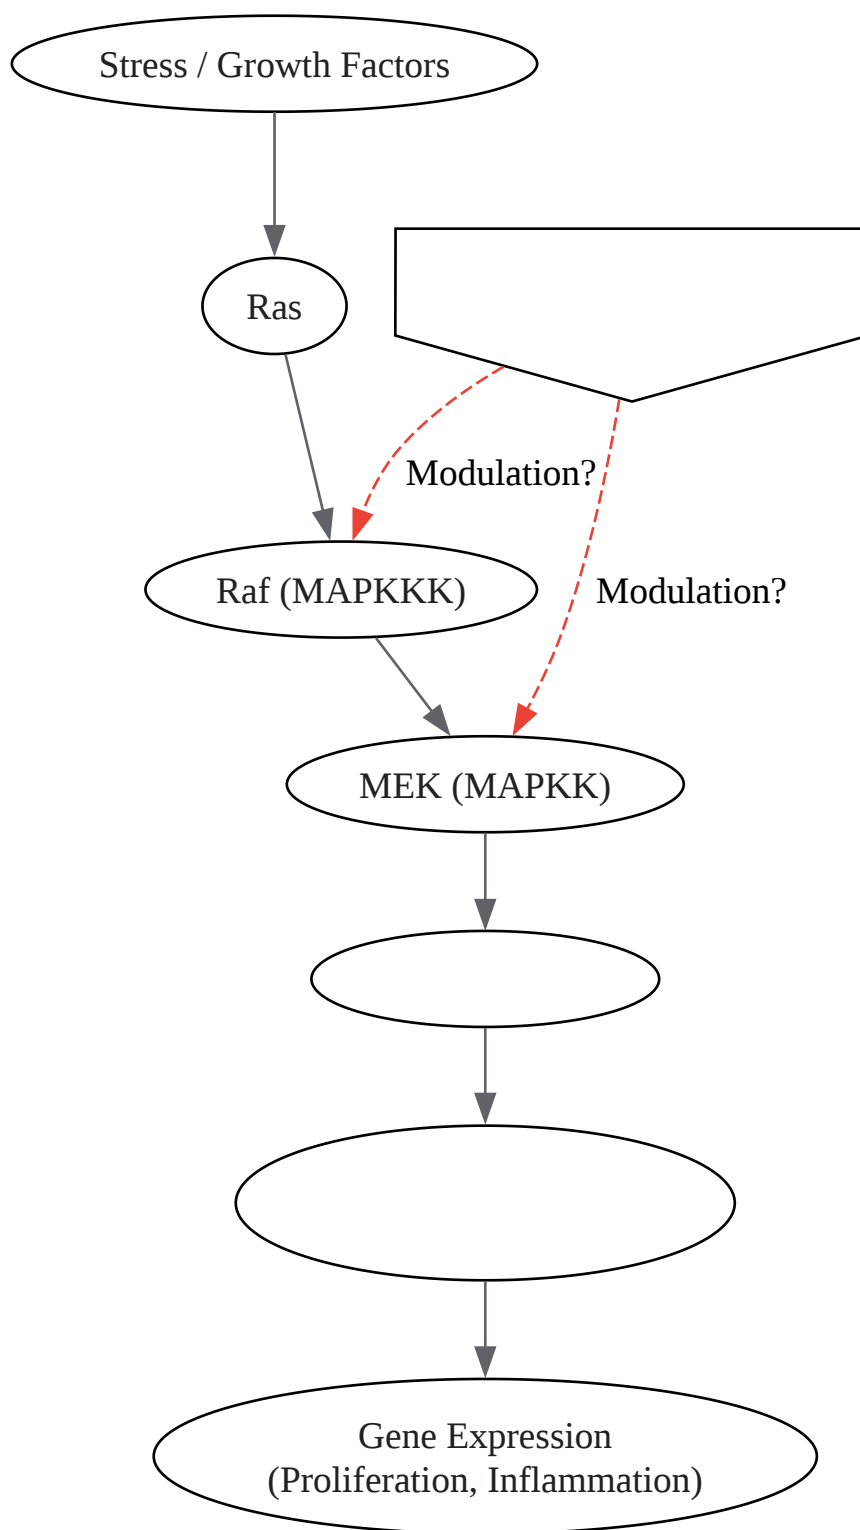 Stress / Growth Factors
Ras
Modulation?
Raf (MAPKKK)
Modulation?
MEK (MAPKK)
Gene Expression
(Proliferation, Inflammation)